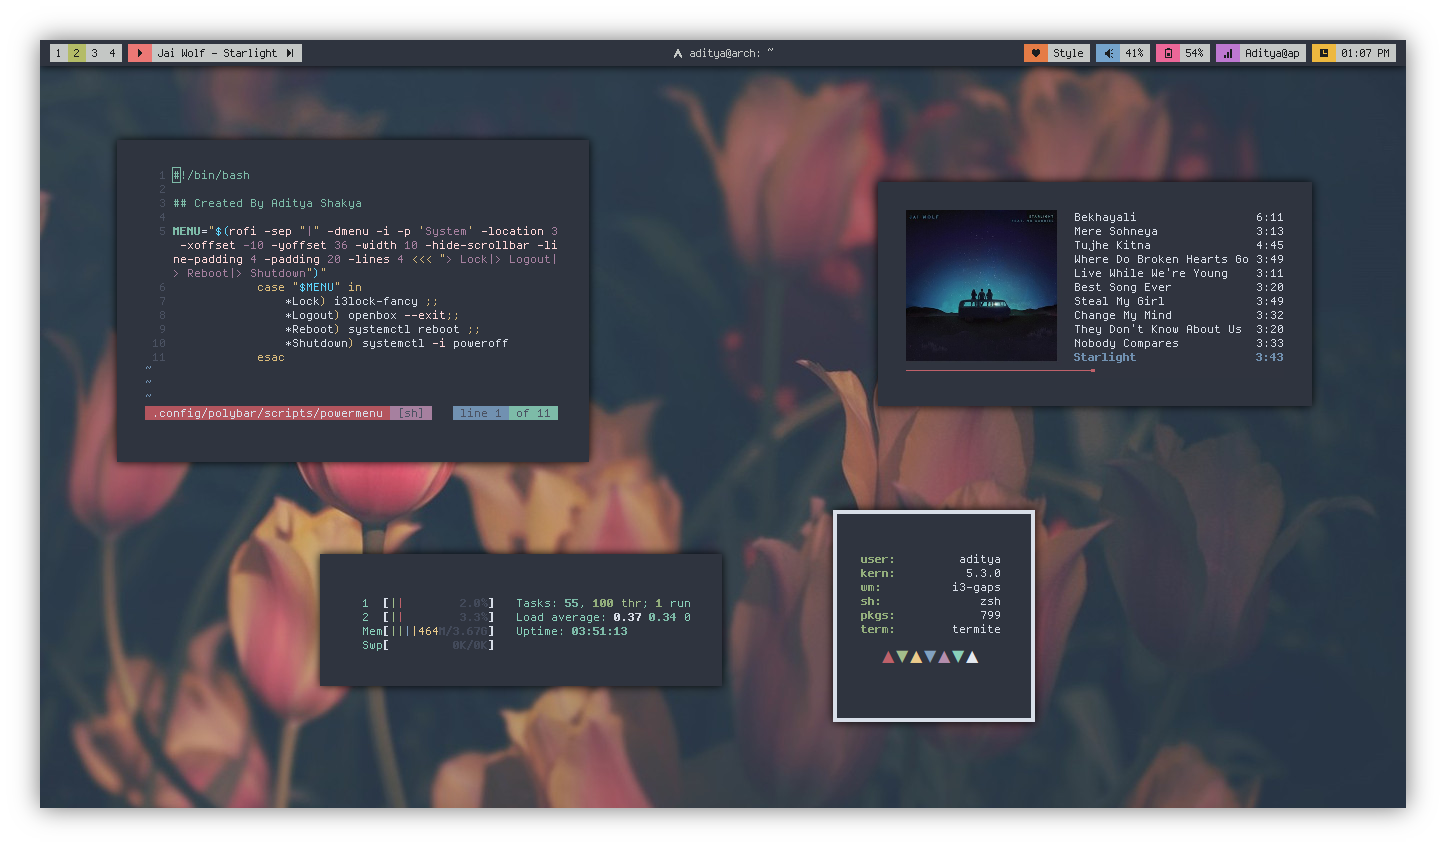 1 2 3 4 Jai Wolf - Starlight
aditya@arch: ~
Style 41% 54% Aditya@ap 01:07 PM
1 #!/bin/bash
2
3 ## Created By Aditya Shakya
4
5 MENU="$(rofi -sep "|" -dmenu -i -p 'System' -location 3
-xoffset -10 -yoffset 36 -width 10 -hide-scrollbar -li
ne-padding 4 -padding 20 -lines 4 <<< "> Lock|> Logout|
> Reboot|> Shutdown")"
6 case "$MENU" in
7 *Lock) i3lock-fancy ;;
8 *Logout) openbox --exit;;
9 *Reboot) systemctl reboot ;;
10 *Shutdown) systemctl -i poweroff
11 esac
~
~
~
.config/polybar/scripts/powermenu [sh] line 1 of 11
JAI WOLF
STARLIGHT
Bekhayali 6:11
Mere Sohneya 3:13
Tujhe Kitna 4:45
Where Do Broken Hearts Go 3:49
Live While We're Young 3:11
Best Song Ever 3:20
Steal My Girl 3:49
Change My Mind 3:32
They Don't Know About Us 3:20
Nobody Compares 3:33
Starlight 3:43
1 [|| 2.0%] Tasks: 55, 100 thr; 1 run
2 [|| 3.3%] Load average: 0.37 0.34 0
Mem[||||464M/3.67G] Uptime: 03:51:13
Swp[ 0K/0K]
user: aditya
kern: 5.3.0
wm: i3-gaps
sh: zsh
pkgs: 799
term: termite